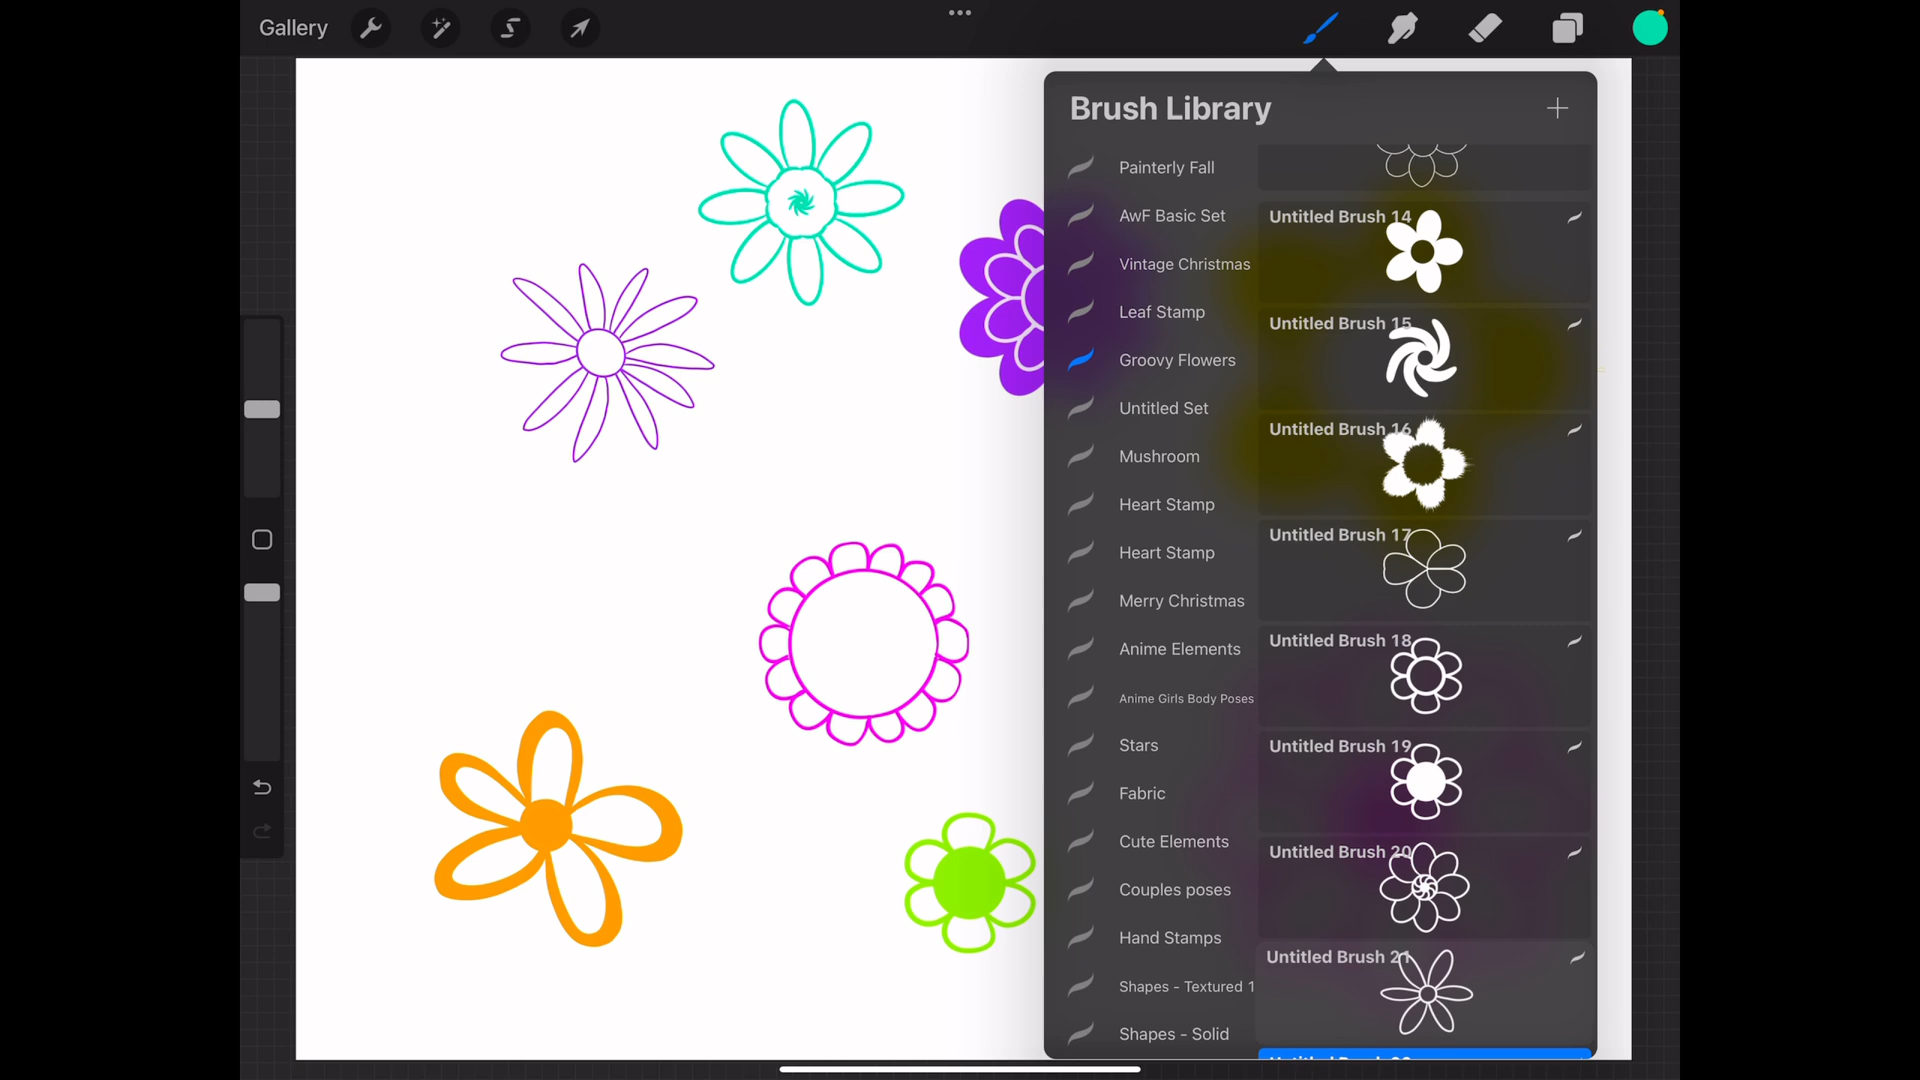 Gallery
Brush Library
Painterly Fall
AwF Basic Set
Vintage Christmas
Leaf Stamp
Groovy Flowers
Untitled Set
Mushroom
Heart Stamp
Heart Stamp
Merry Christmas
Anime Elements
Anime Girls Body Poses
Stars
Fabric
Cute Elements
Couples poses
Hand Stamps
Shapes - Textured 1
Shapes - Solid
Untitled Brush 14
Untitled Brush 15
Untitled Brush 16
Untitled Brush 17
Untitled Brush 18
Untitled Brush 19
Untitled Brush 20
Untitled Brush 21